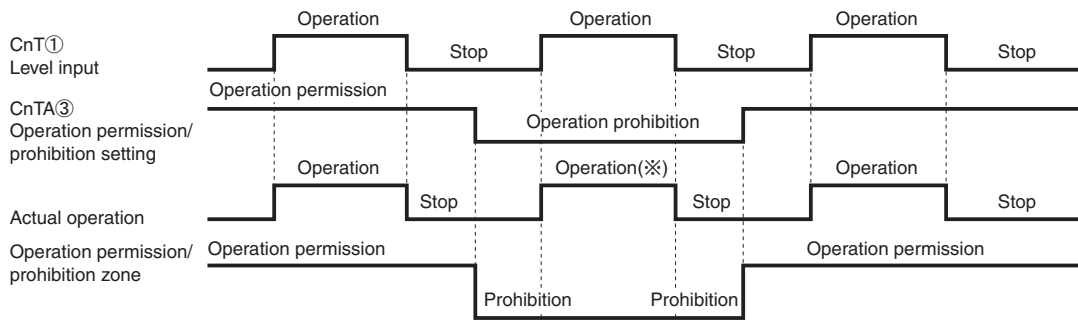 Operation Operation Operation
CnT①
Level input
Stop Stop Stop
Operation permission
CnTA③
Operation permission/
prohibition setting
Operation prohibition
Operation Operation(※) Operation
Actual operation
Stop Stop Stop
Operation permission/
prohibition zone
Operation permission Operation permission
Prohibition Prohibition